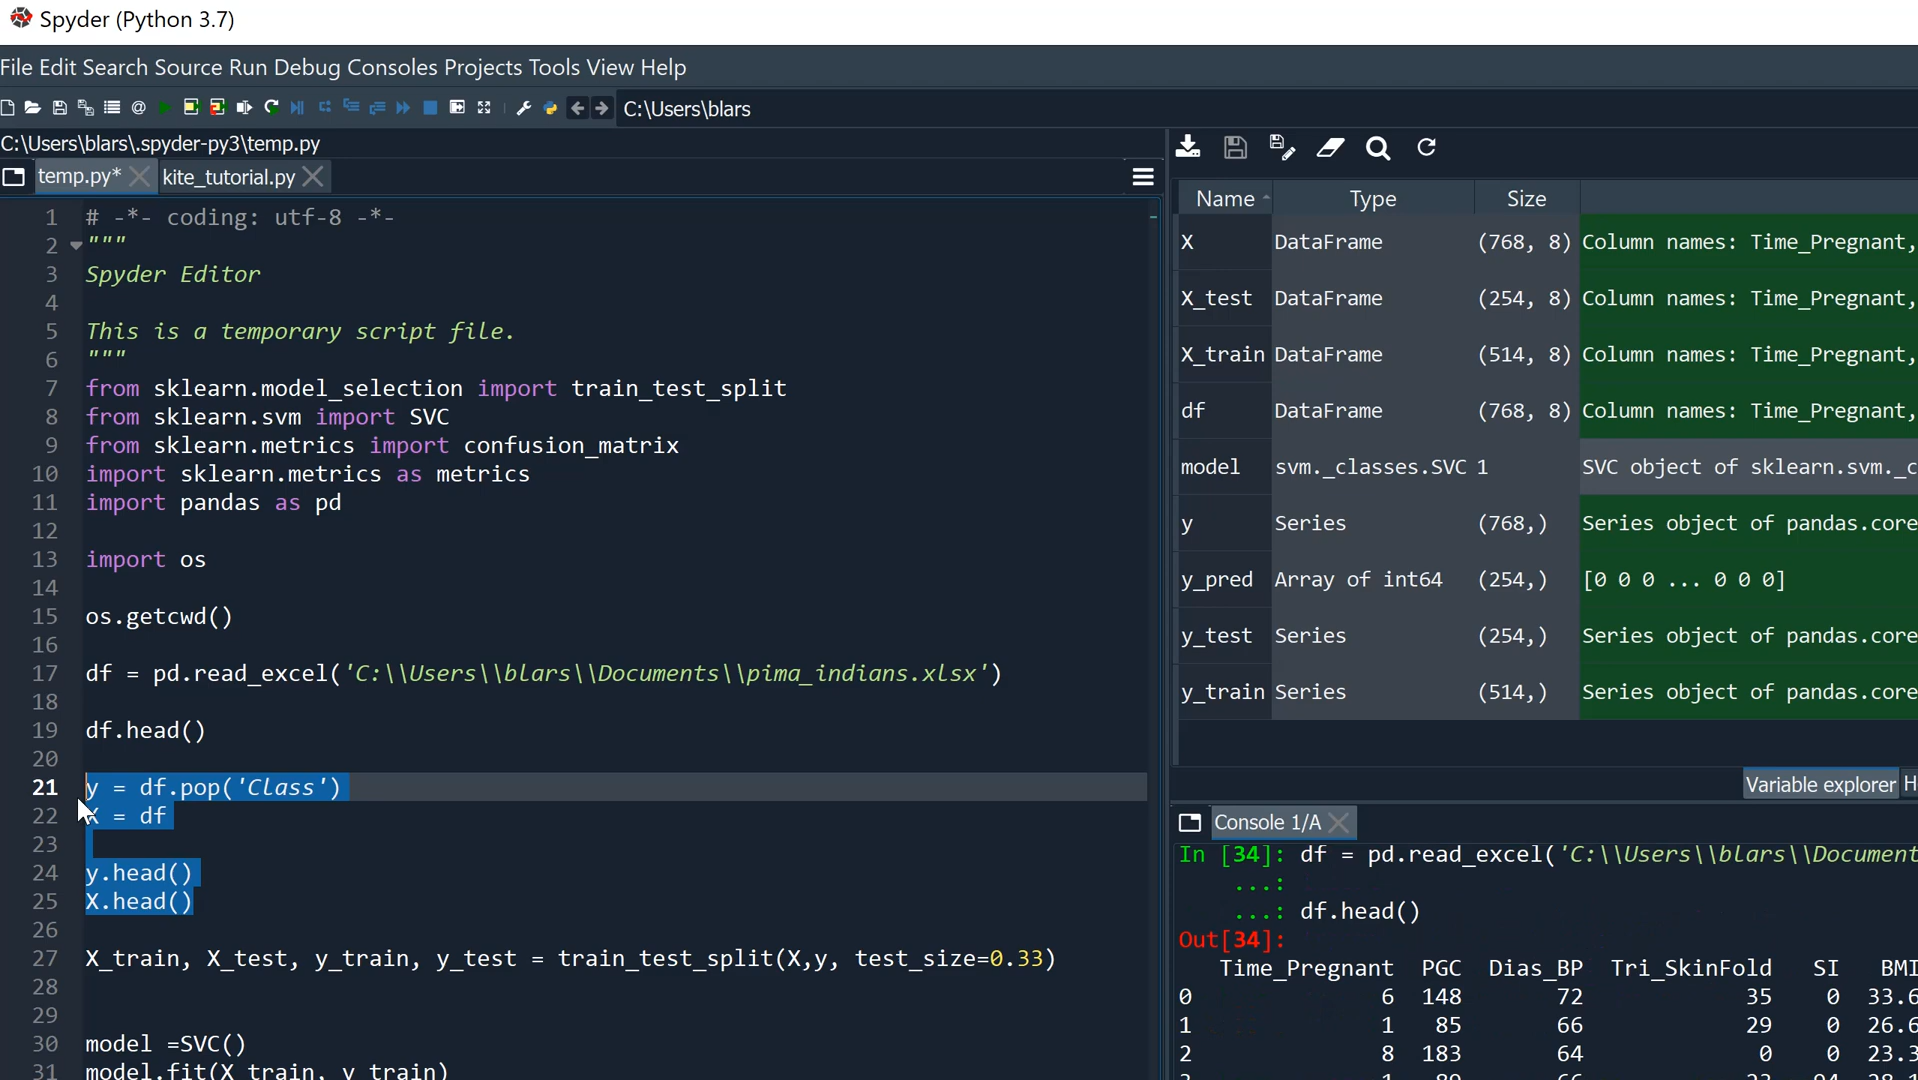 Spyder (Python 3.7)
File Edit Search Source Run Debug Consoles Projects Tools View Help
C:\Users\blars
C:\Users\blars\.spyder-py3\temp.py
temp.py* kite_tutorial.py
1 # -*- coding: utf-8 -*-
2 """
3 Spyder Editor
4
5 This is a temporary script file.
6 """
7 from sklearn.model_selection import train_test_split
8 from sklearn.svm import SVC
9 from sklearn.metrics import confusion_matrix
10 import sklearn.metrics as metrics
11 import pandas as pd
12
13 import os
14
15 os.getcwd()
16
17 df = pd.read_excel('C:\\Users\\blars\\Documents\\pima_indians.xlsx')
18
19 df.head()
20
21 y = df.pop('Class')
22 X = df
23
24 y.head()
25 X.head()
26
27 X_train, X_test, y_train, y_test = train_test_split(X,y, test_size=0.33)
28
29
30 model =SVC()
31 model.fit(X_train, y_train)
Name Type Size
X DataFrame (768, 8) Column names: Time_Pregnant,
X_test DataFrame (254, 8) Column names: Time_Pregnant,
X_train DataFrame (514, 8) Column names: Time_Pregnant,
df DataFrame (768, 8) Column names: Time_Pregnant,
model svm._classes.SVC 1 SVC object of sklearn.svm._c
y Series (768,) Series object of pandas.core
y_pred Array of int64 (254,) [0 0 0 ... 0 0 0]
y_test Series (254,) Series object of pandas.core
y_train Series (514,) Series object of pandas.core
Variable explorer H
Console 1/A
In [34]: df = pd.read_excel('C:\\Users\\blars\\Document
...:
...: df.head()
Out[34]:
Time_Pregnant PGC Dias_BP Tri_SkinFold SI BMI
0 6 148 72 35 0 33.6
1 1 85 66 29 0 26.6
2 8 183 64 0 0 23.3